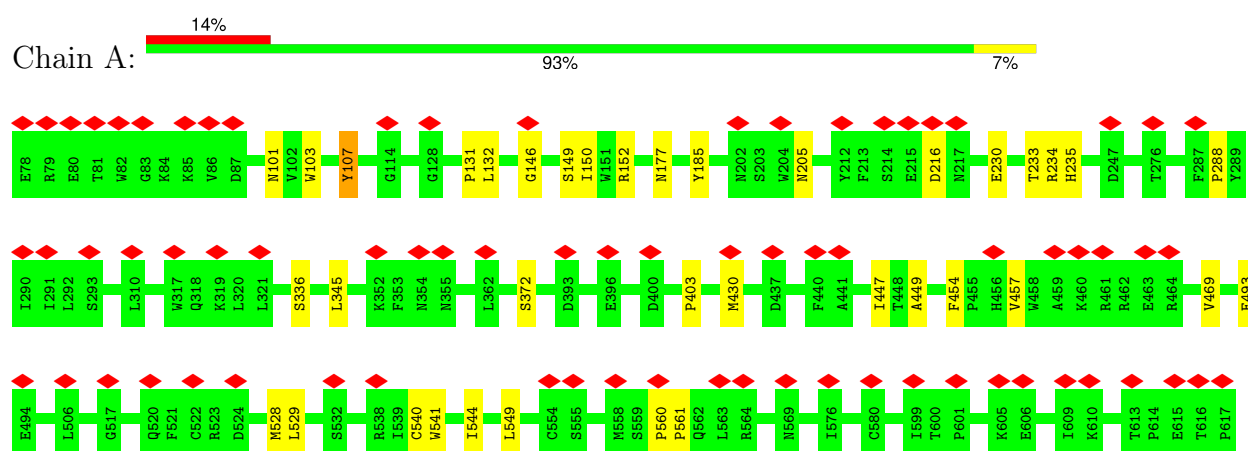 14%
Chain A:
93% 7%
E78 R79 E80 T81 W82 G83 K84 K85 V86 D87 N101 V102 W103 Y107 G114 G128 P131 L132 G146 S149 I150 W151 R152 N177 Y185 N202 S203 W204 N205 Y212 F213 S214 E215 D216 N217 E230 T233 R234 H235 D247 T276 F287 P288 Y289
I290 I291 L292 S293 L310 W317 Q318 K319 L320 L321 S336 L345 K352 F353 N354 N355 L362 S372 D393 E396 D400 P403 M430 D437 F440 A441 I447 T448 A449 F454 P455 H456 V457 W458 A459 K460 R461 R462 E463 R464 V469 E493
E494 L506 G517 Q520 F521 C522 R523 D524 M528 L529 S532 R538 I539 C540 W541 I544 L549 C554 S555 M558 S559 P560 P561 Q562 L563 R564 N569 I576 C580 I599 T600 P601 K605 E606 I609 K610 T613 P614 E615 T616 P617